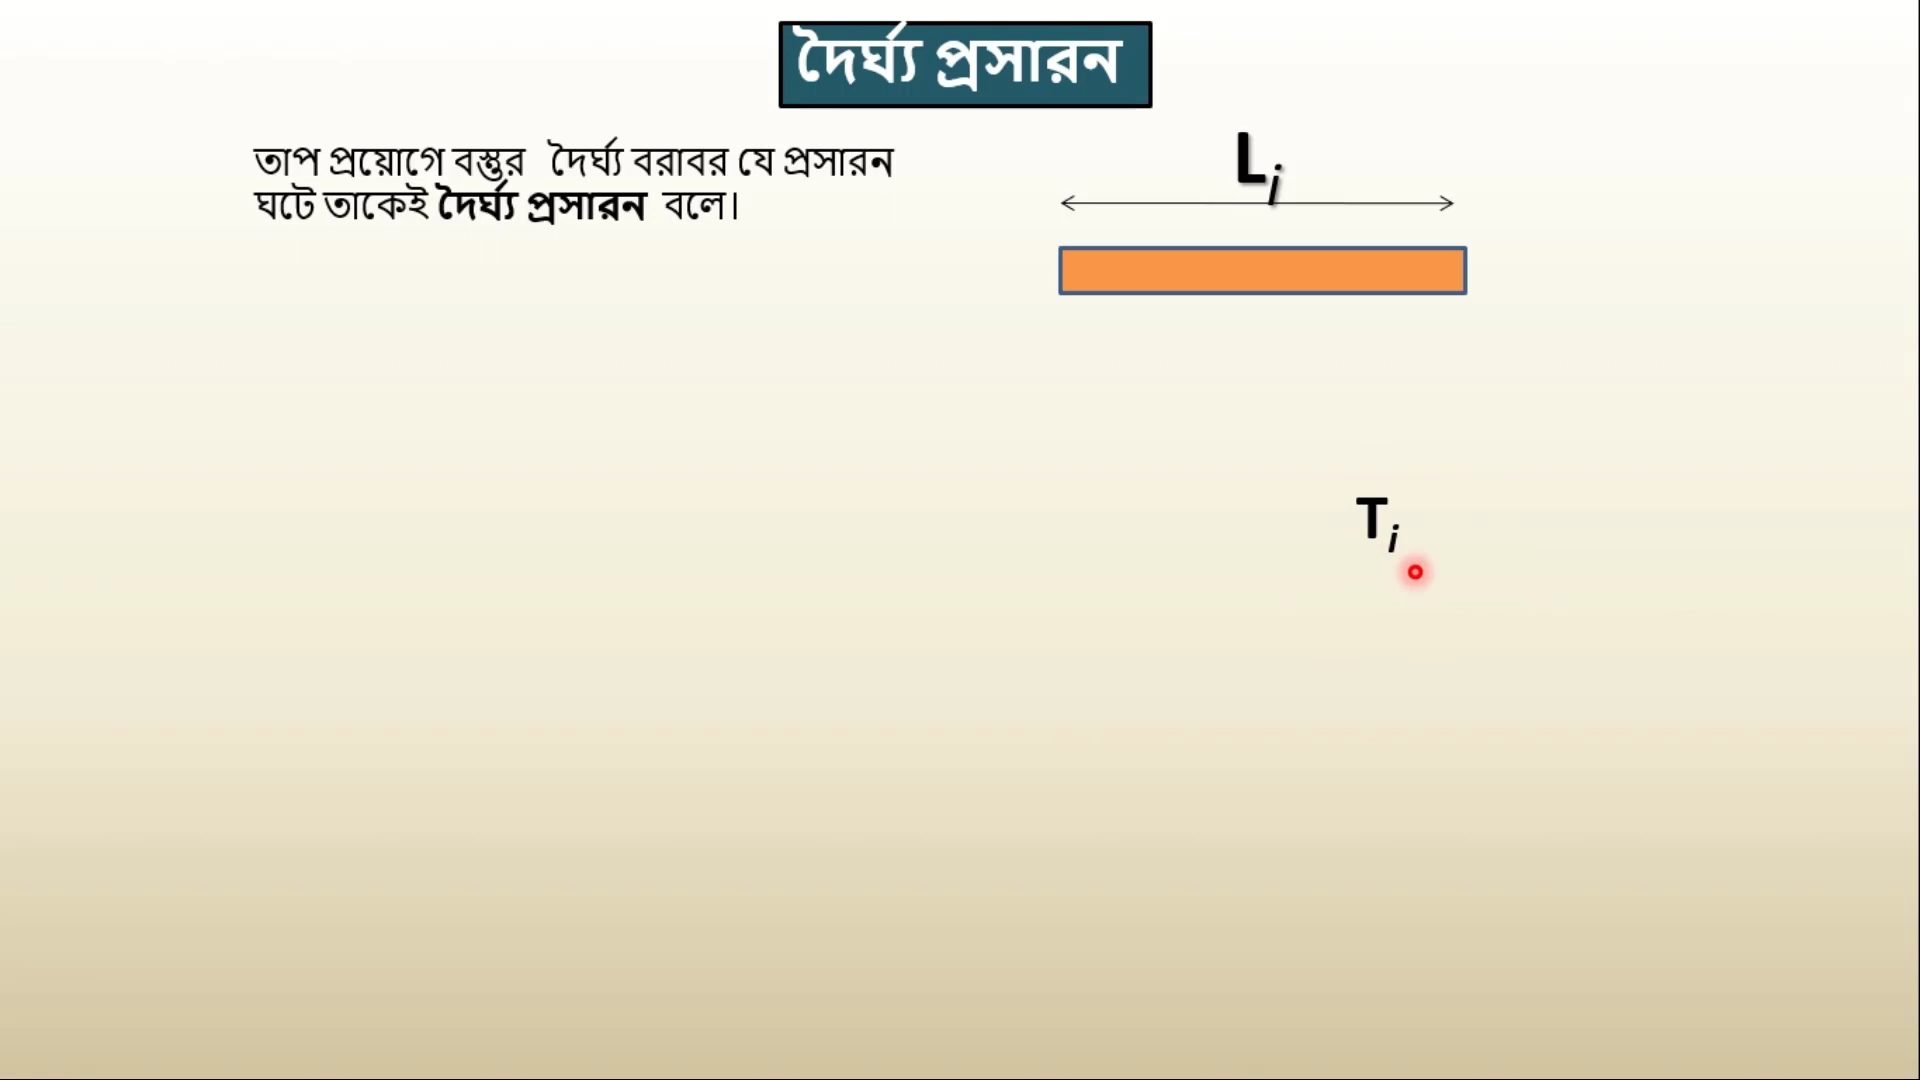 দৈর্ঘ্য প্রসারন
তাপ প্রয়োগে বস্তুর দৈর্ঘ্য বরাবর যে প্রসারন
ঘটে তাকেই দৈর্ঘ্য প্রসারন বলে।
Li
Ti